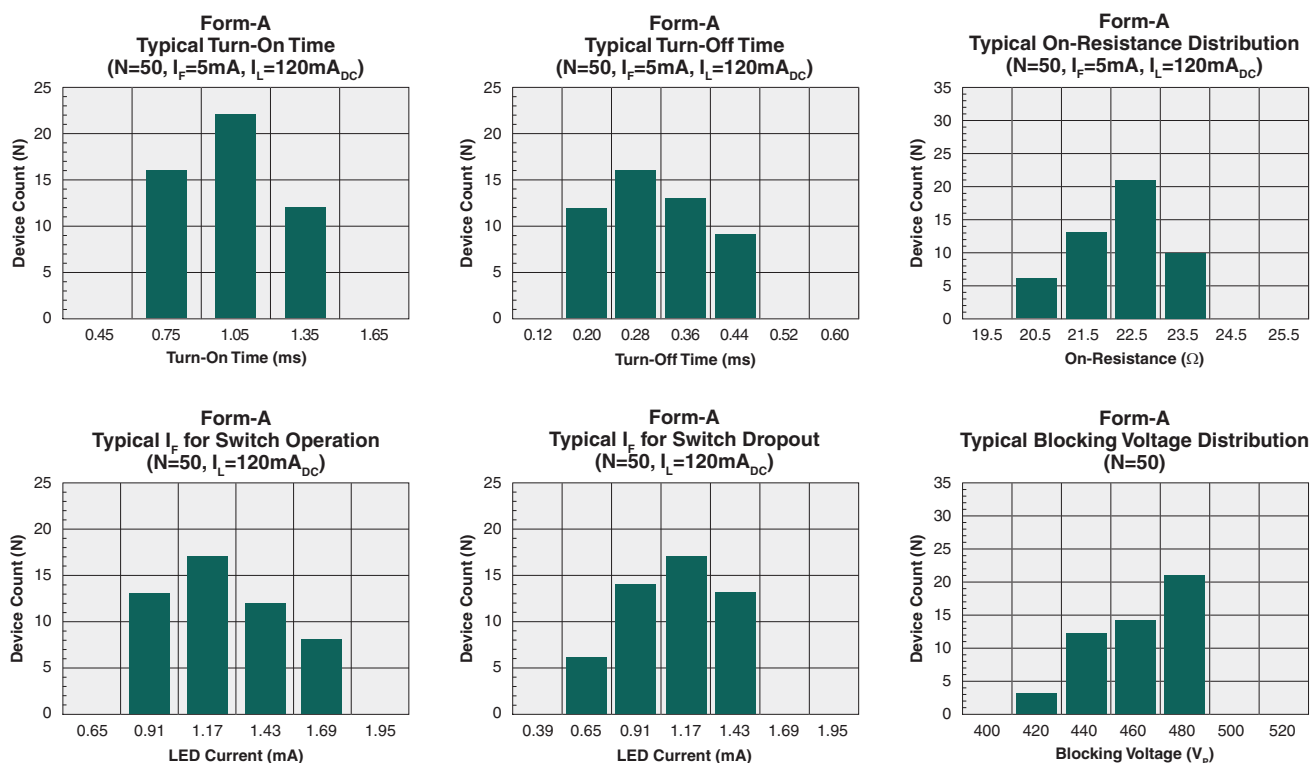 Form-A
Typical Turn-On Time
(N=50, IF=5mA, IL=120mADC)
25
20
15
10
5
0
Device Count (N)
0.45 0.75 1.05 1.35 1.65
Turn-On Time (ms)
Form-A
Typical Turn-Off Time
(N=50, IF=5mA, IL=120mADC)
25
20
15
10
5
0
Device Count (N)
0.12 0.20 0.28 0.36 0.44 0.52 0.60
Turn-Off Time (ms)
Form-A
Typical On-Resistance Distribution
(N=50, IF=5mA, IL=120mADC)
35
30
25
20
15
10
5
0
Device Count (N)
19.5 20.5 21.5 22.5 23.5 24.5 25.5
On-Resistance (Ω)
Form-A
Typical IF for Switch Operation
(N=50, IL=120mADC)
25
20
15
10
5
0
Device Count (N)
0.65 0.91 1.17 1.43 1.69 1.95
LED Current (mA)
Form-A
Typical IF for Switch Dropout
(N=50, IL=120mADC)
25
20
15
10
5
0
Device Count (N)
0.39 0.65 0.91 1.17 1.43 1.69 1.95
LED Current (mA)
Form-A
Typical Blocking Voltage Distribution
(N=50)
35
30
25
20
15
10
5
0
Device Count (N)
400 420 440 460 480 500 520
Blocking Voltage (VP)